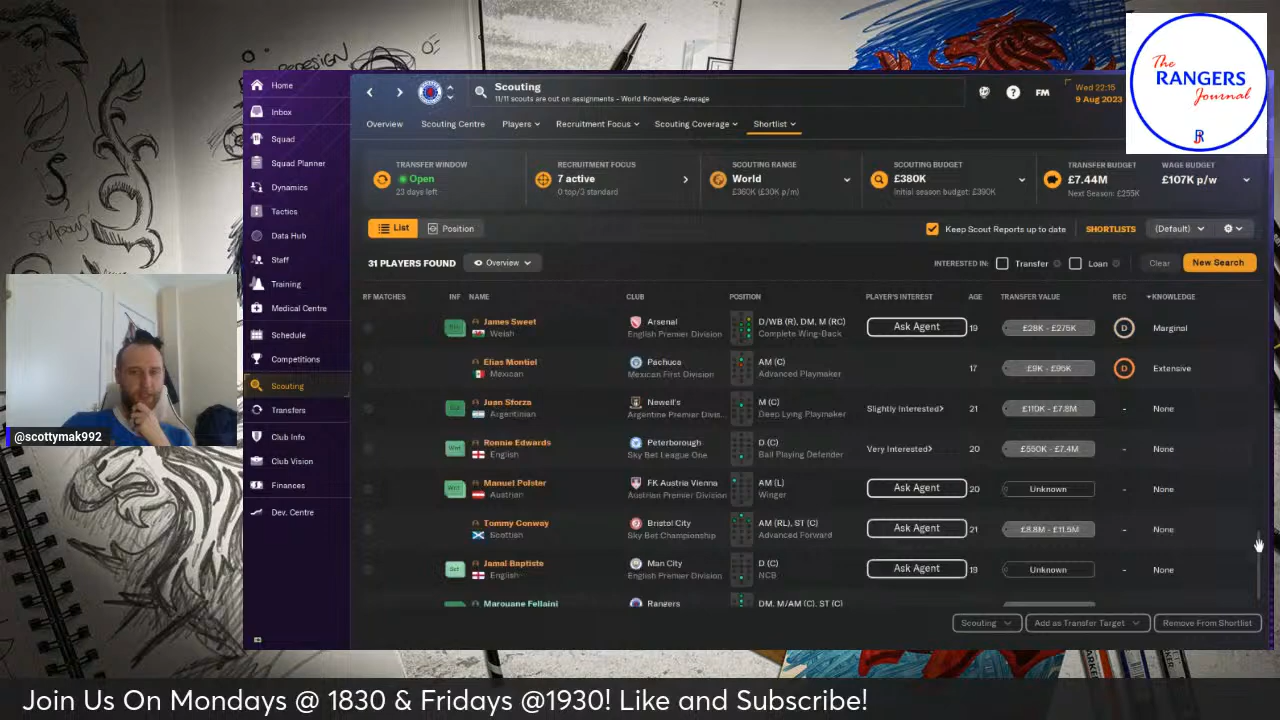 The
RANGERS
Journal
REDESIGN
Home
Inbox
Squad
Squad Planner
Dynamics
Tactics
Data Hub
Staff
Training
Medical Centre
Schedule
Competitions
Scouting
Transfers
Club Info
Club Vision
Finances
Dev. Centre
Scouting
11/11 scouts are out on assignments - World Knowledge: Average
FM
Wed 22:15
9 Aug 2023
Overview Scouting Centre Players Recruitment Focus Scouting Coverage Shortlist
TRANSFER WINDOW
Open
23 days left
RECRUITMENT FOCUS
7 active
0 top/3 standard
SCOUTING RANGE
World
£360K (£30K p/m)
SCOUTING BUDGET
£380K
Initial season budget: £390K
TRANSFER BUDGET
£7.44M
Next Season: £255K
WAGE BUDGET
£107K p/w
List Position
Keep Scout Reports up to date SHORTLISTS (Default)
31 PLAYERS FOUND Overview
INTERESTED IN: Transfer Loan Clear New Search
RF MATCHES INF NAME CLUB POSITION PLAYER'S INTEREST AGE TRANSFER VALUE REC KNOWLEDGE
James Sweet Arsenal D/WB (R), DM, M (RC) Ask Agent 19 £28K - £275K D Marginal
Welsh English Premier Division Complete Wing-Back
Elias Montiel Pachuca AM (C) 17 £9K - £95K D Extensive
Mexican Mexican First Division Advanced Playmaker
Juan Sforza Newell's M (C) Slightly Interested> 21 £110K - £7.8M - None
Argentinian Argentine Premier Divis... Deep Lying Playmaker
Wnt Ronnie Edwards Peterborough D (C) Very Interested> 20 £550K - £7.4M - None
English Sky Bet League One Ball Playing Defender
Wnt Manuel Polster FK Austria Vienna AM (L) Ask Agent 20 Unknown - None
Austrian Austrian Premier Division Winger
Tommy Conway Bristol City AM (RL), ST (C) Ask Agent 21 £8.8M - £11.5M - None
Scottish Sky Bet Championship Advanced Forward
Jamal Baptiste Man City D (C) Ask Agent 19 Unknown - None
English English Premier Division NCB
Marouane Fellaini Rangers DM, M/AM (C), ST (C)
Scouting Add as Transfer Target Remove From Shortlist
@scottymak992
Join Us On Mondays @ 1830 & Fridays @1930! Like and Subscribe!